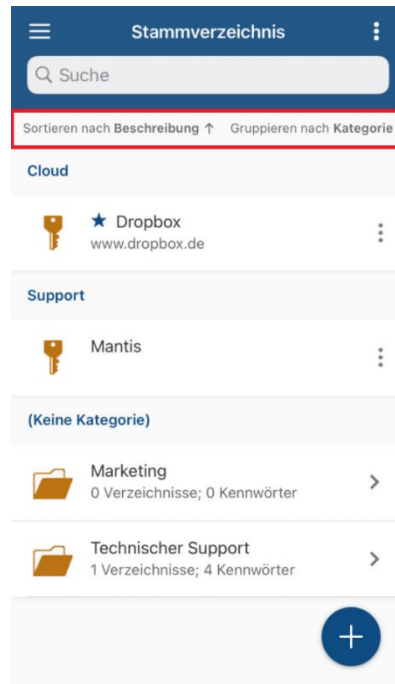 Stammverzeichnis
Suche
Sortieren nach Beschreibung ↑ Gruppieren nach Kategorie
Cloud
★ Dropbox
www.dropbox.de
Support
Mantis
(Keine Kategorie)
Marketing
0 Verzeichnisse; 0 Kennwörter
Technischer Support
1 Verzeichnisse; 4 Kennwörter